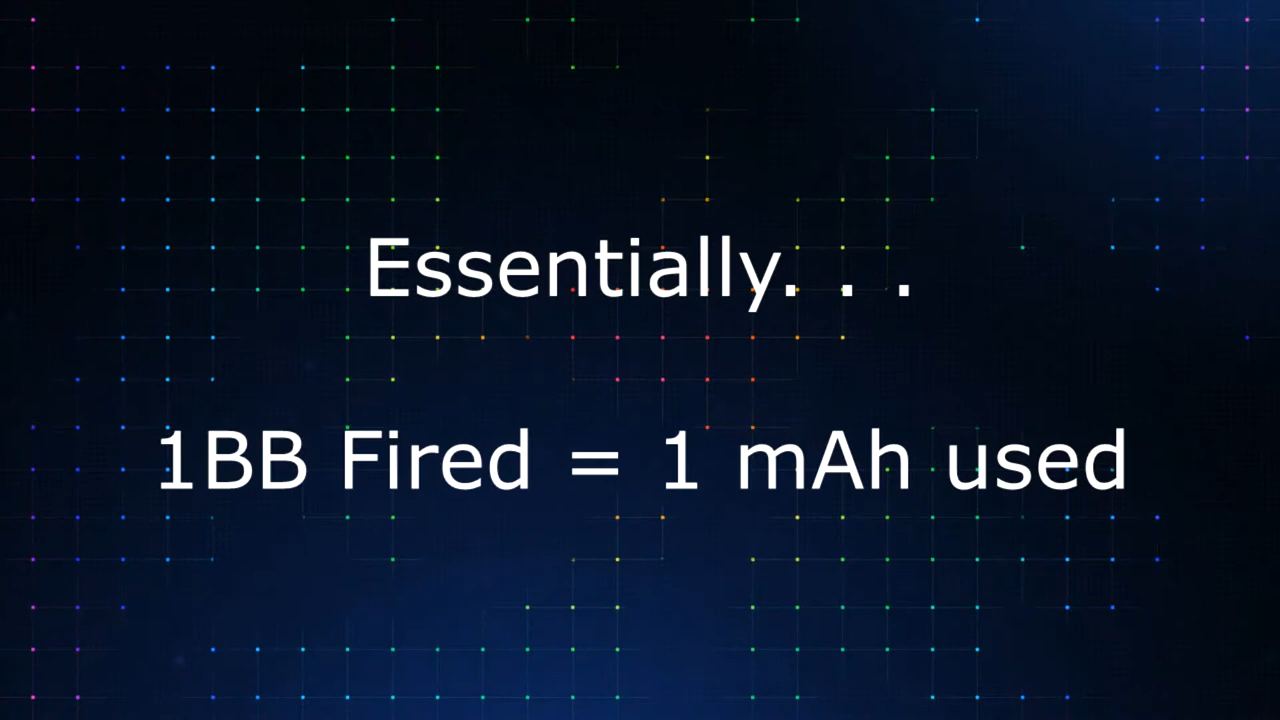 Essentially. . .
1BB Fired = 1 mAh used